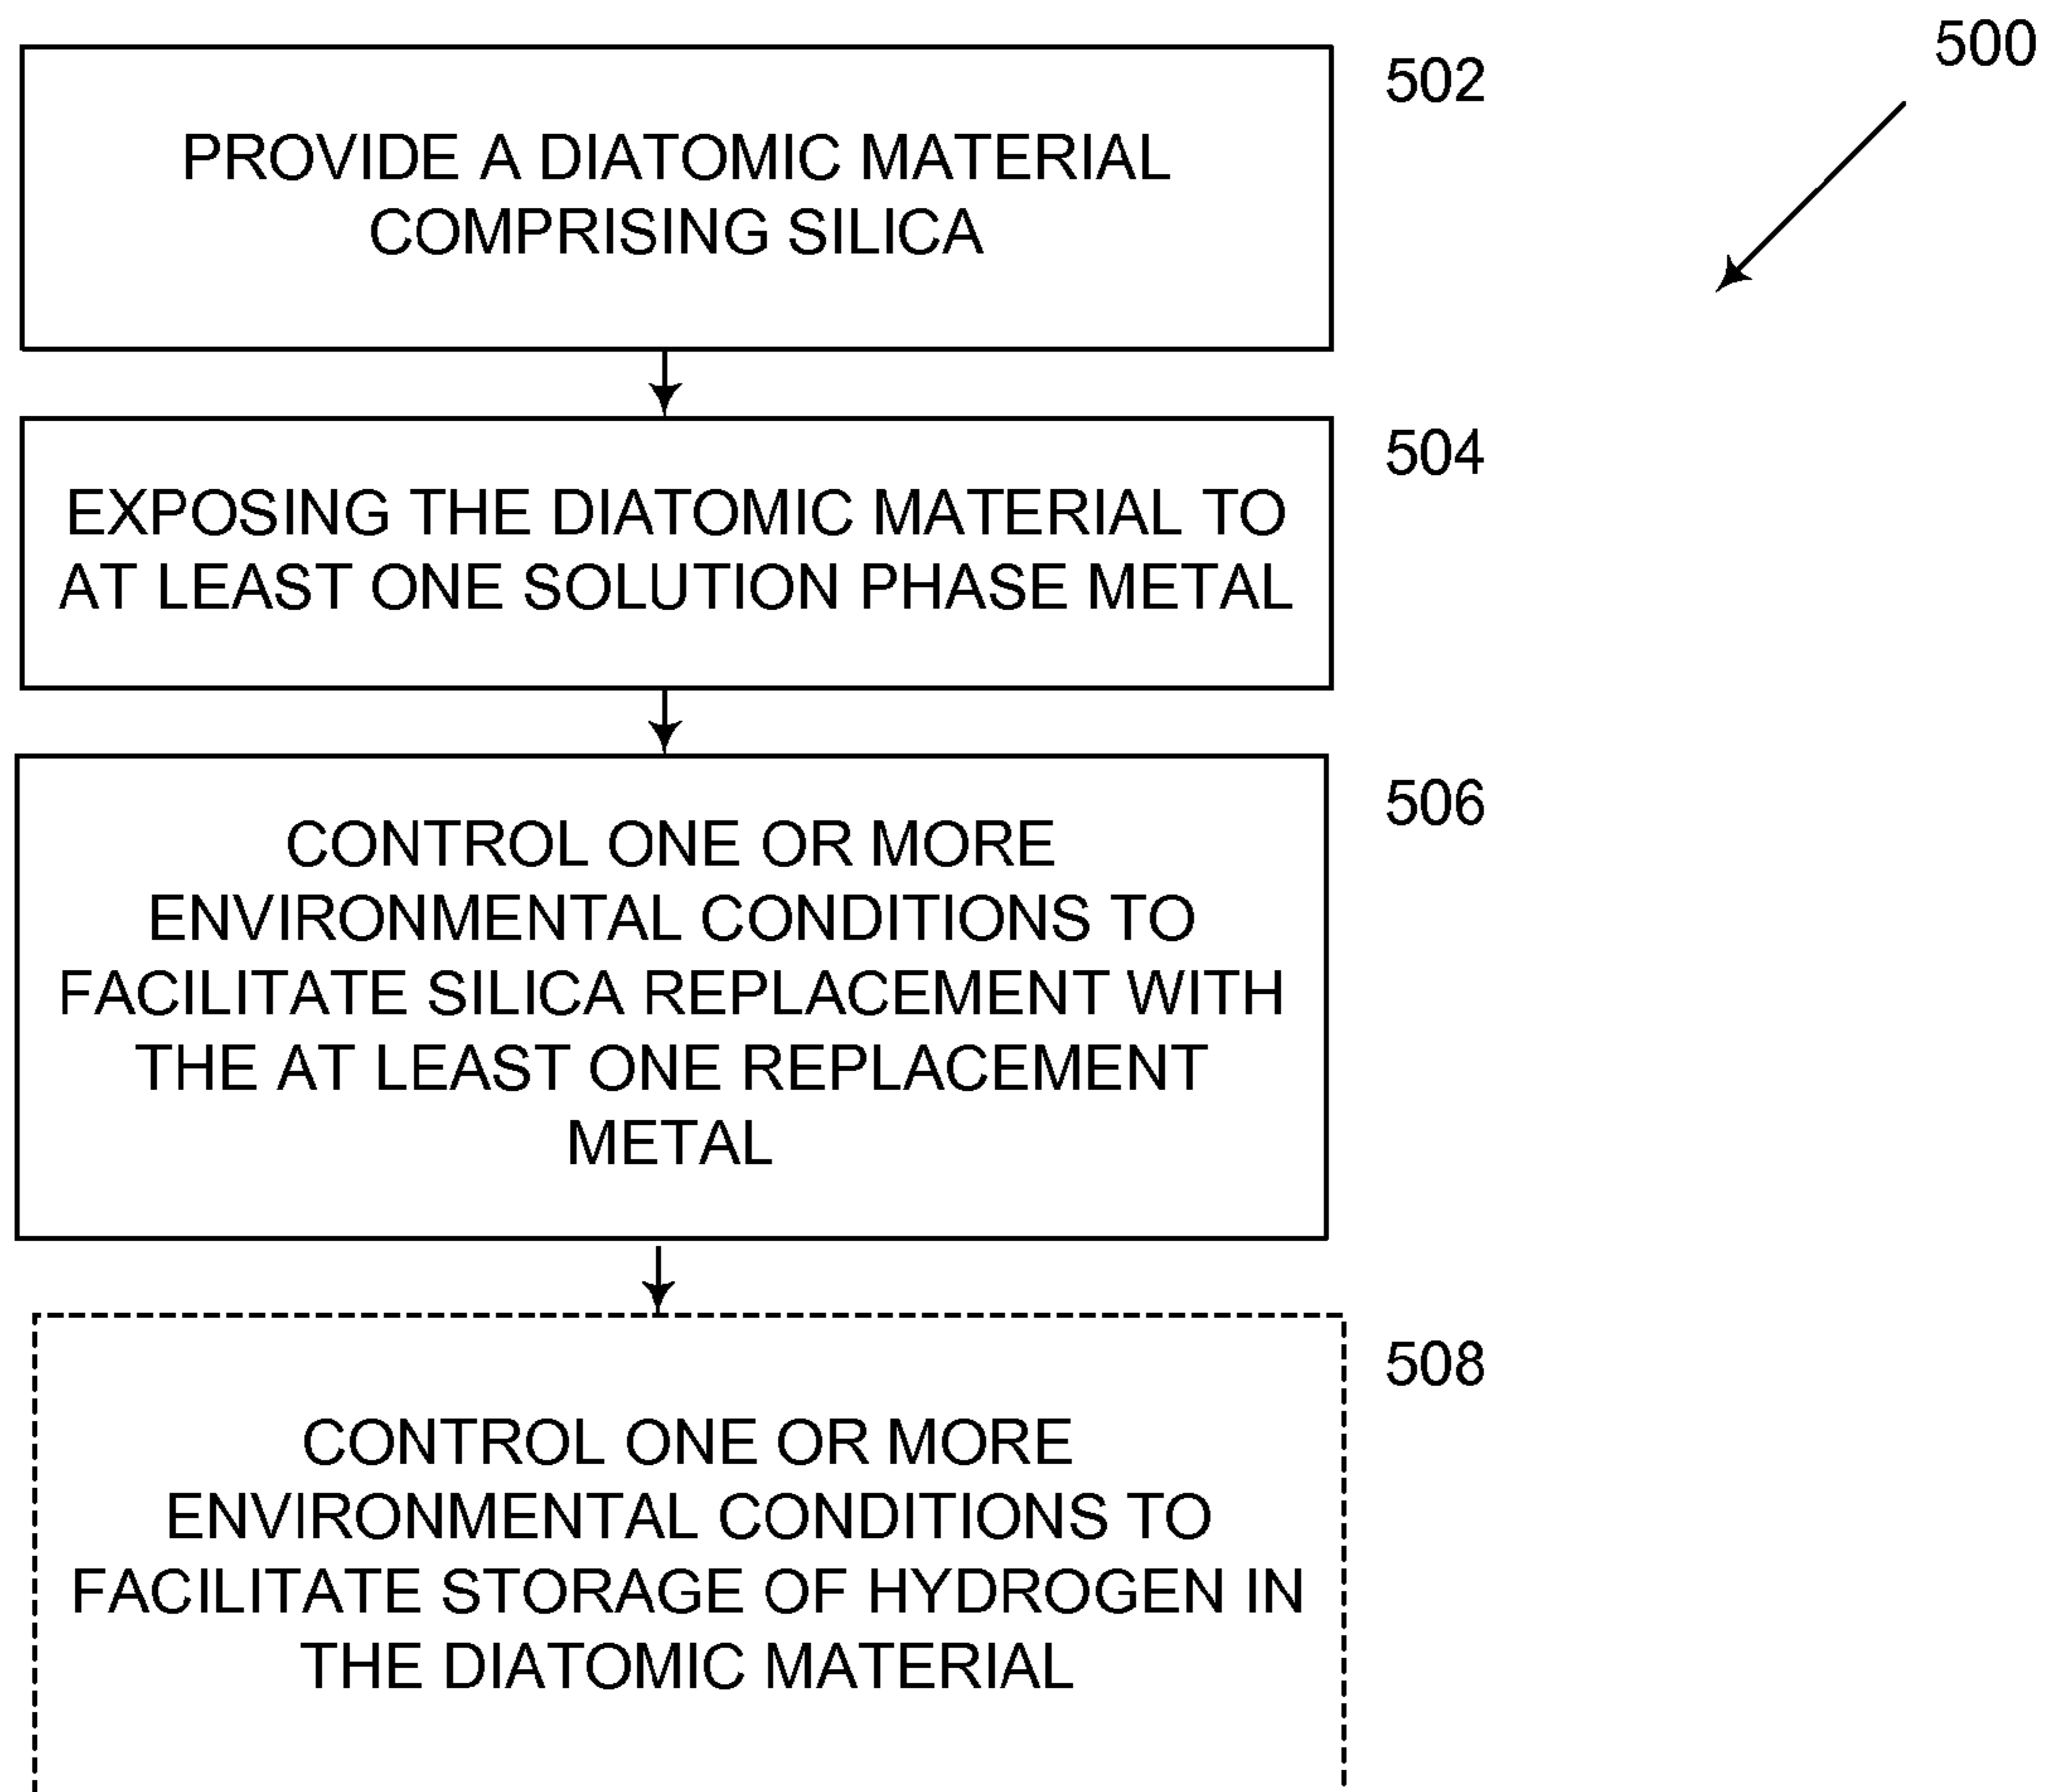 500
502
PROVIDE A DIATOMIC MATERIAL
COMPRISING SILICA
504
EXPOSING THE DIATOMIC MATERIAL TO
AT LEAST ONE SOLUTION PHASE METAL
506
CONTROL ONE OR MORE
ENVIRONMENTAL CONDITIONS TO
FACILITATE SILICA REPLACEMENT WITH
THE AT LEAST ONE REPLACEMENT
METAL
508
CONTROL ONE OR MORE
ENVIRONMENTAL CONDITIONS TO
FACILITATE STORAGE OF HYDROGEN IN
THE DIATOMIC MATERIAL